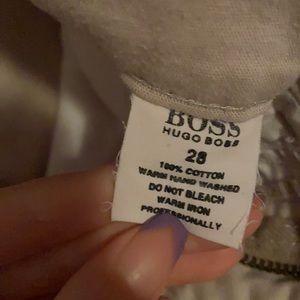 BOSS
HUGO BOSS
28
100% COTTON
WARM HAND WASHED
DO NOT BLEACH
WARM IRON
PROFESSIONALLY